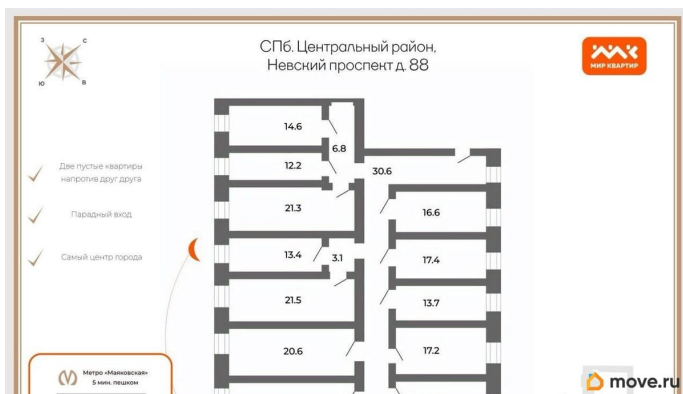 СПб. Центральный район,
Невский проспект д. 88
МИР КВАРТИР
З
С
Ю
В
Две пустые квартиры
напротив друг друга
Парадный вход
Самый центр города
14.6
6.8
12.2
30.6
21.3
16.6
13.4
3.1
17.4
21.5
13.7
20.6
17.2
Метро «Маяковская»
5 мин. пешком
move.ru